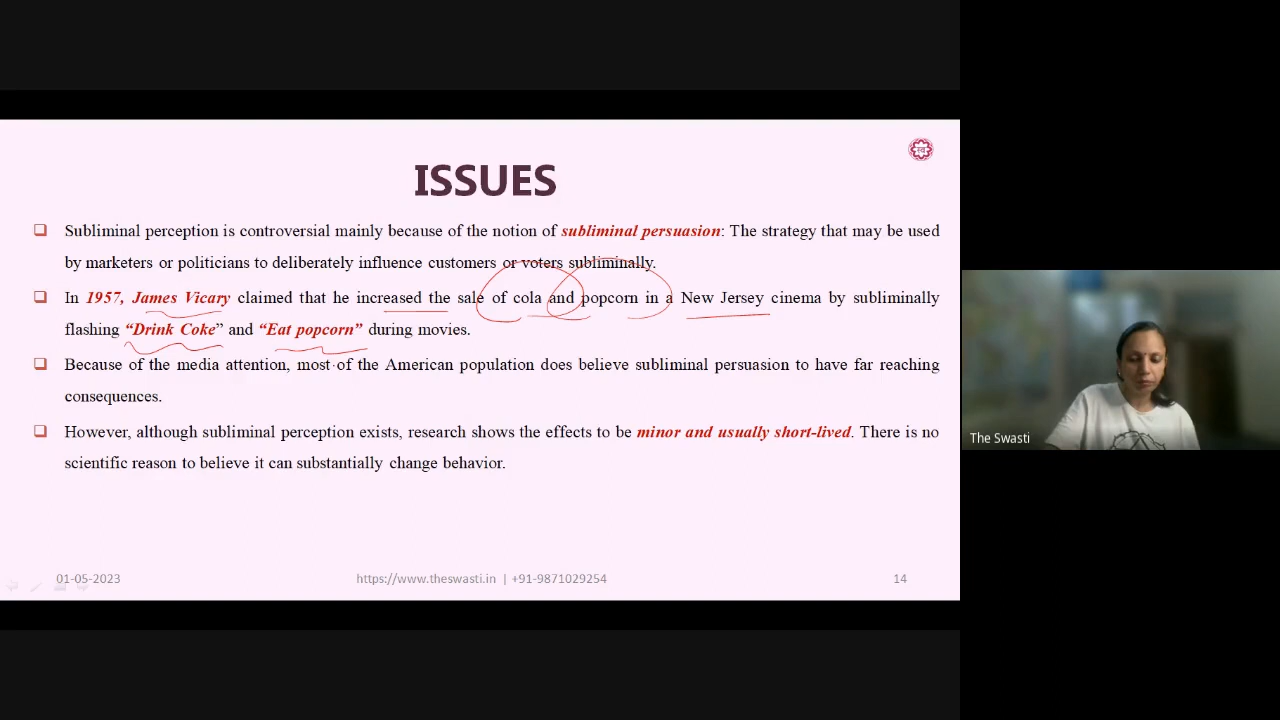 ISSUES
❑ Subliminal perception is controversial mainly because of the notion of subliminal persuasion: The strategy that may be used
by marketers or politicians to deliberately influence customers or voters subliminally.
❑ In 1957, James Vicary claimed that he increased the sale of cola and popcorn in a New Jersey cinema by subliminally
flashing “Drink Coke” and “Eat popcorn” during movies.
❑ Because of the media attention, most of the American population does believe subliminal persuasion to have far reaching
consequences.
❑ However, although subliminal perception exists, research shows the effects to be minor and usually short-lived. There is no
scientific reason to believe it can substantially change behavior.
The Swasti
01-05-2023 https://www.theswasti.in | +91-9871029254 14